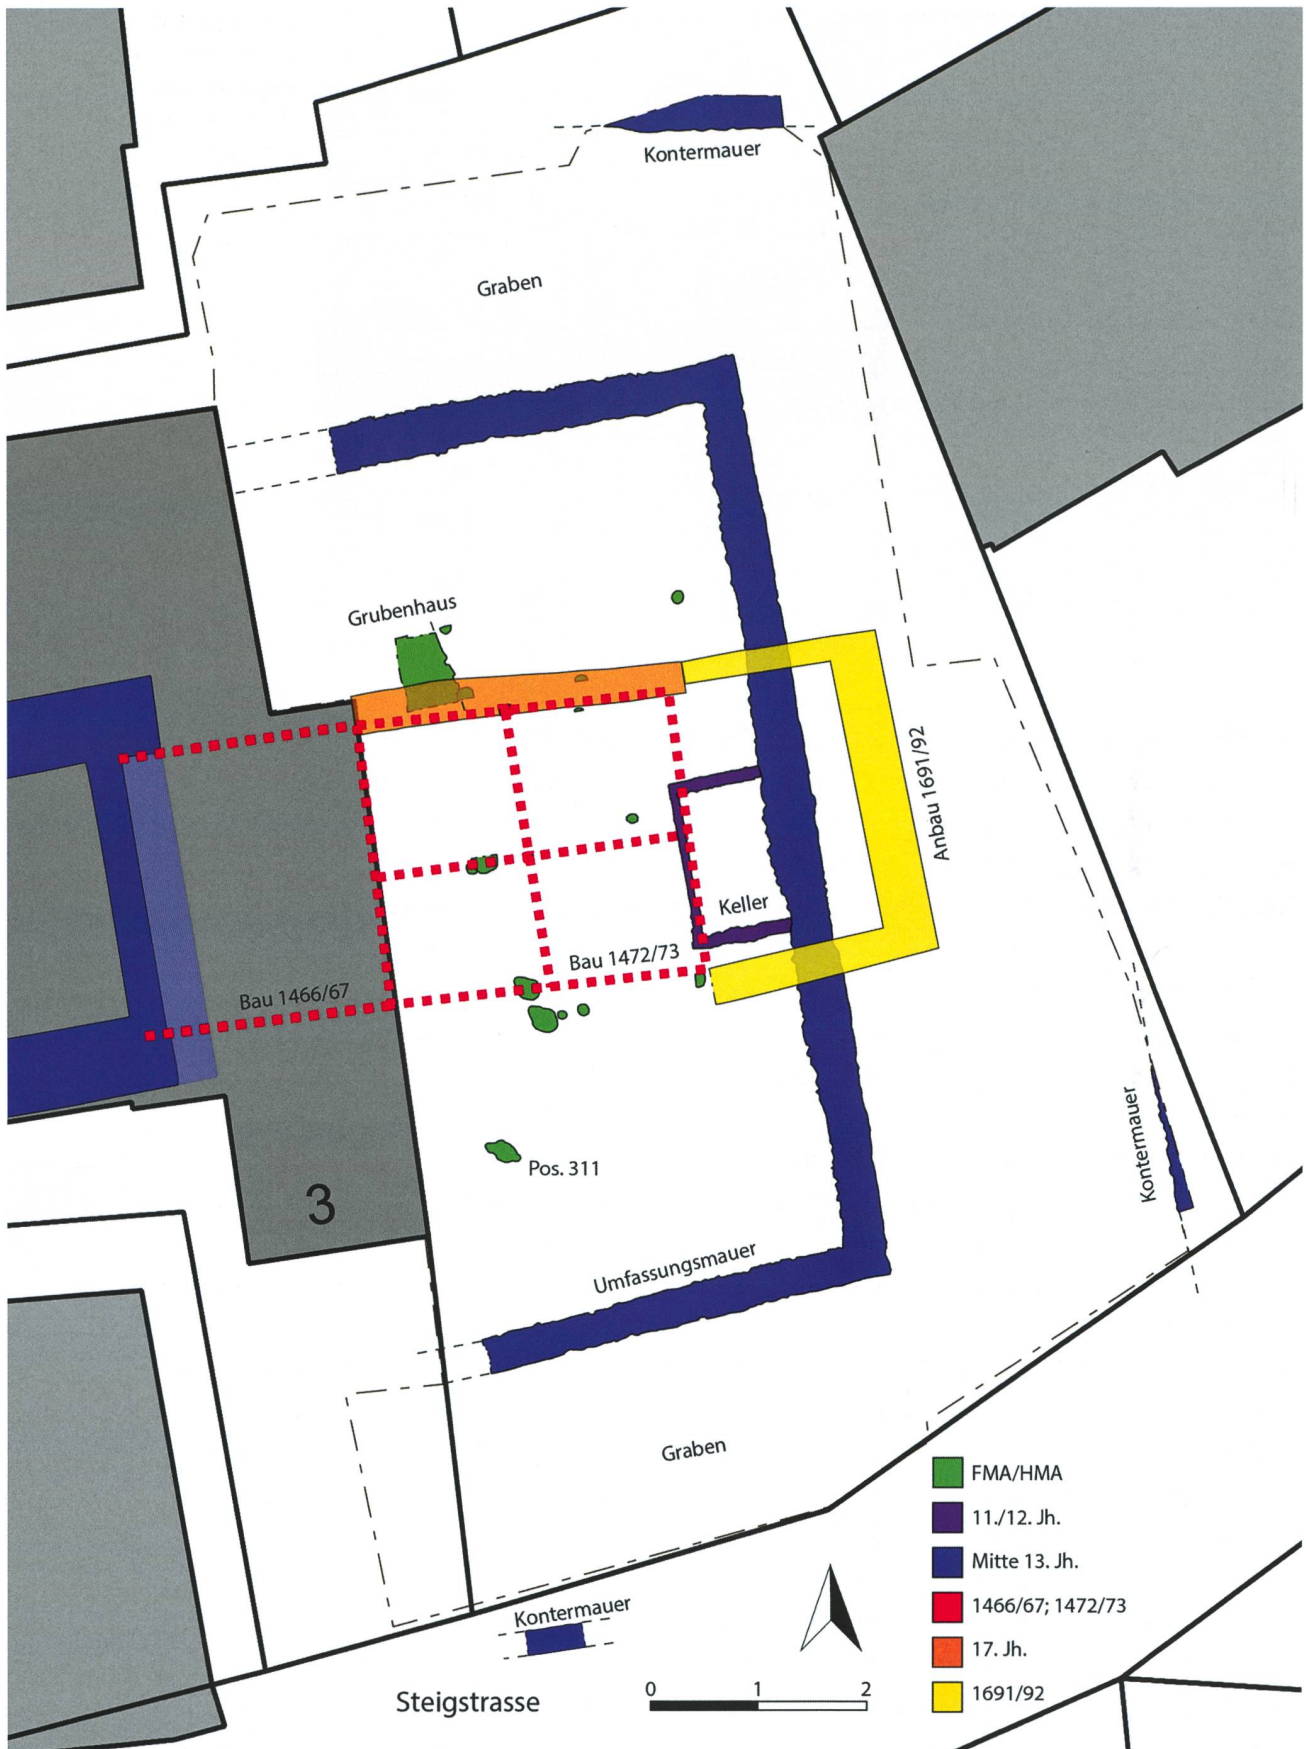 Kontermauer
Graben
Grubenhaus
Anbau 1691/92
Keller
Bau 1472/73
Bau 1466/67
Kontermauer
Pos. 311
3
Umfassungsmauer
Graben
FMA/HMA
11./12. Jh.
Mitte 13. Jh.
1466/67; 1472/73
17. Jh.
1691/92
Kontermauer
Steigstrasse
0 1 2